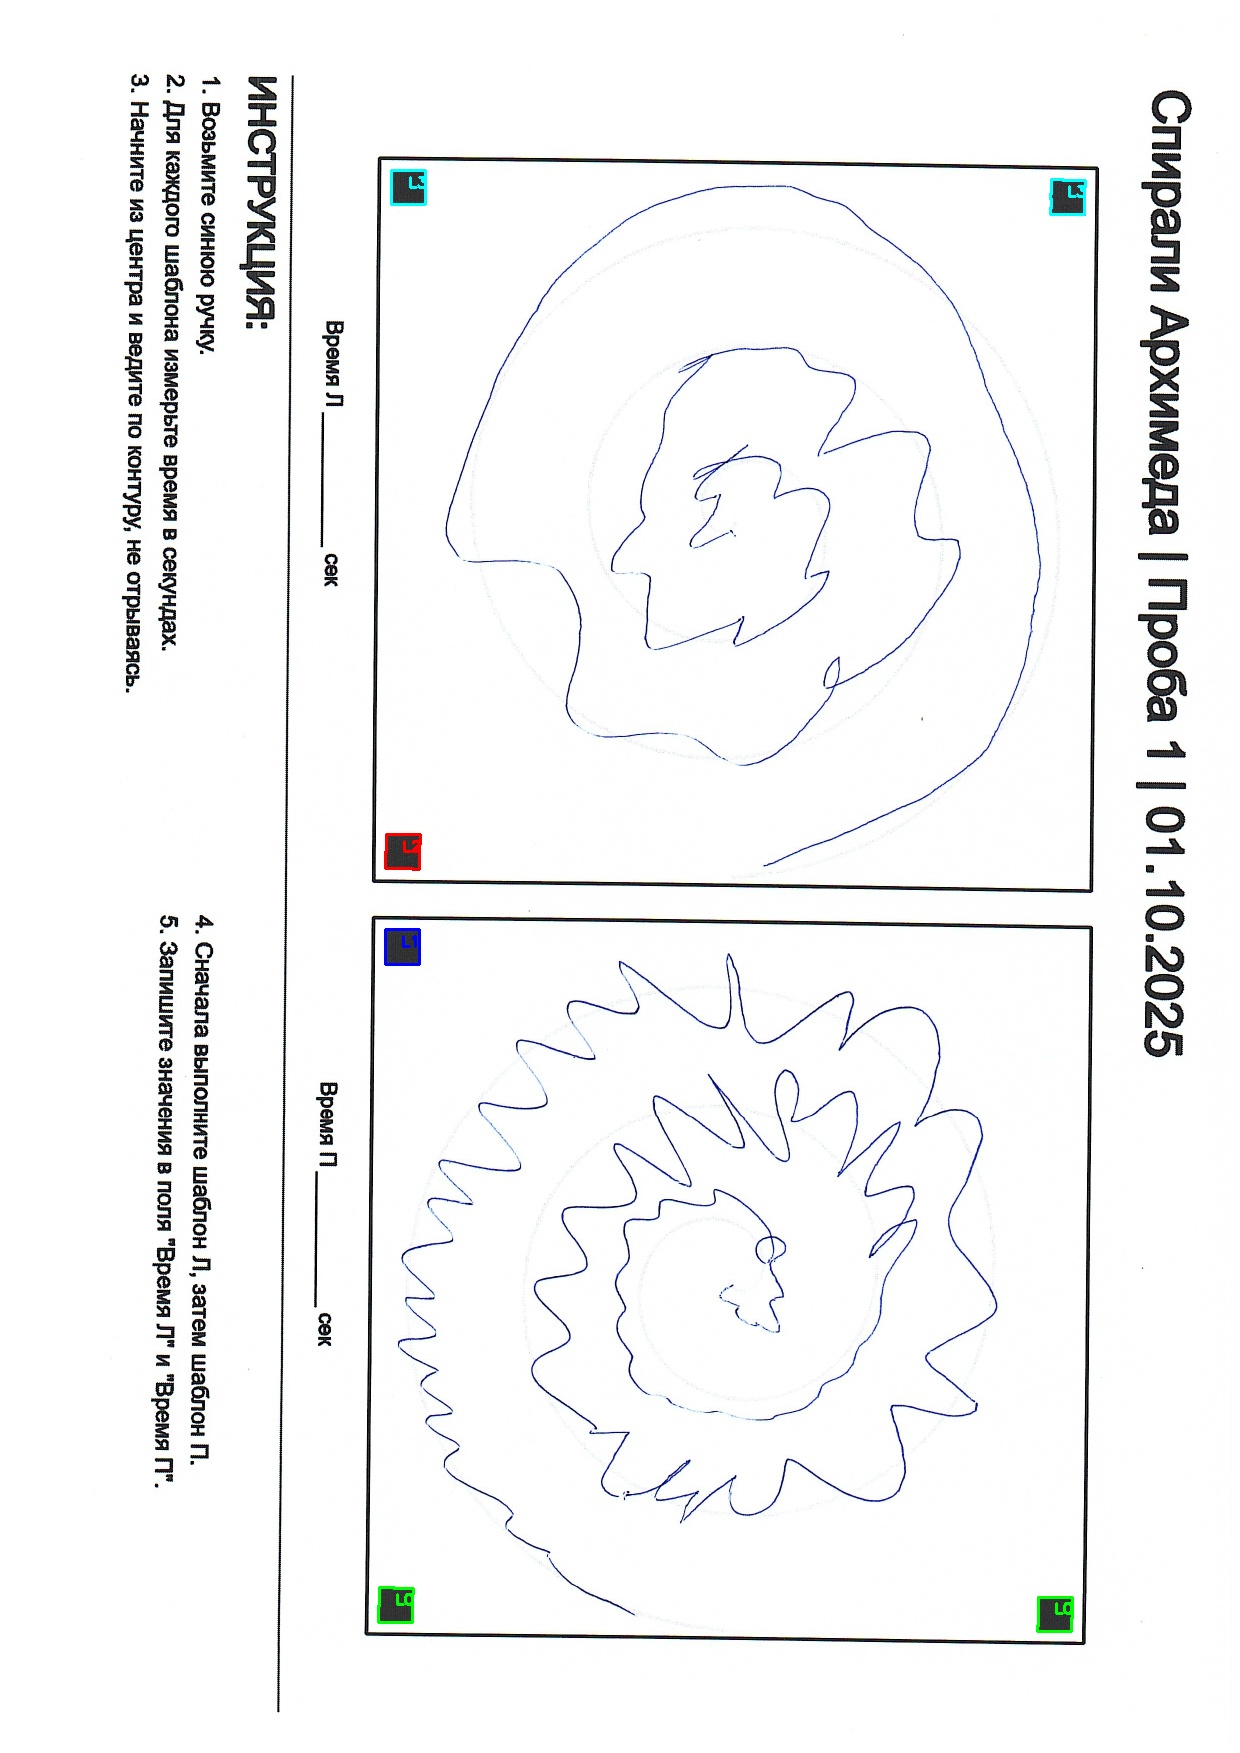 Спирали Архимеда | Проба 1 | 01.10.2025
Время Л __________ сек
Время П __________ сек
ИНСТРУКЦИЯ:
1. Возьмите синюю ручку.
2. Для каждого шаблона измерьте время в секундах.
3. Начните из центра и ведите по контуру, не отрываясь.
4. Сначала выполните шаблон Л, затем шаблон П.
5. Запишите значения в поля "Время Л" и "Время П".